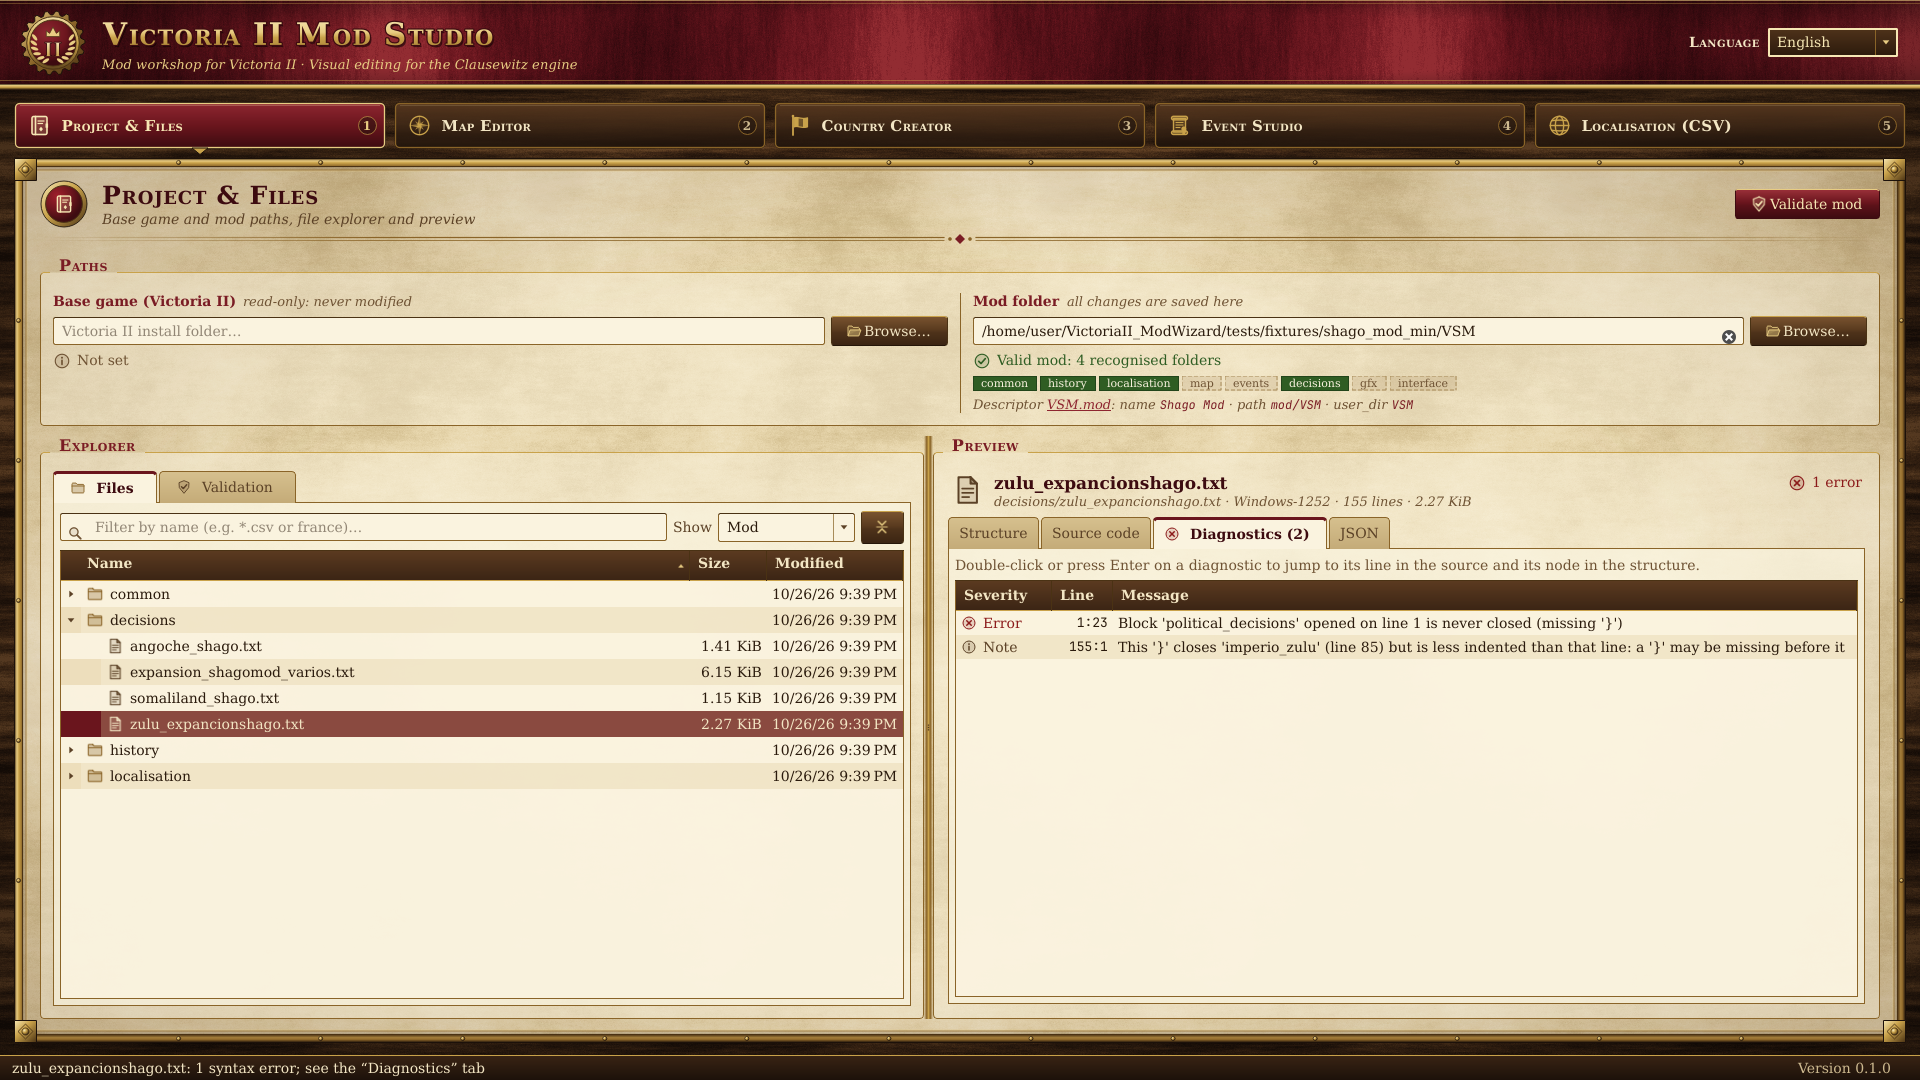 Victoria II Mod Studio
Mod workshop for Victoria II · Visual editing for the Clausewitz engine
Language
English
Project & Files 1
Map Editor 2
Country Creator 3
Event Studio 4
Localisation (CSV) 5
Project & Files
Base game and mod paths, file explorer and preview
Validate mod
Paths
Base game (Victoria II) read-only: never modified
Victoria II install folder…
Browse…
Not set
Mod folder all changes are saved here
/home/user/VictoriaII_ModWizard/tests/fixtures/shago_mod_min/VSM
Browse…
Valid mod: 4 recognised folders
common history localisation map events decisions gfx interface
Descriptor VSM.mod: name Shago Mod · path mod/VSM · user_dir VSM
Explorer
Files
Validation
Filter by name (e.g. *.csv or france)…
Show
Mod
Name Size Modified
common 10/26/26 9:39 PM
decisions 10/26/26 9:39 PM
angoche_shago.txt 1.41 KiB 10/26/26 9:39 PM
expansion_shagomod_varios.txt 6.15 KiB 10/26/26 9:39 PM
somaliland_shago.txt 1.15 KiB 10/26/26 9:39 PM
zulu_expancionshago.txt 2.27 KiB 10/26/26 9:39 PM
history 10/26/26 9:39 PM
localisation 10/26/26 9:39 PM
Preview
zulu_expancionshago.txt
decisions/zulu_expancionshago.txt · Windows-1252 · 155 lines · 2.27 KiB
1 error
Structure
Source code
Diagnostics (2)
JSON
Double-click or press Enter on a diagnostic to jump to its line in the source and its node in the structure.
Severity Line Message
Error 1:23 Block 'political_decisions' opened on line 1 is never closed (missing '}')
Note 155:1 This '}' closes 'imperio_zulu' (line 85) but is less indented than that line: a '}' may be missing before it
zulu_expancionshago.txt: 1 syntax error; see the “Diagnostics” tab
Version 0.1.0